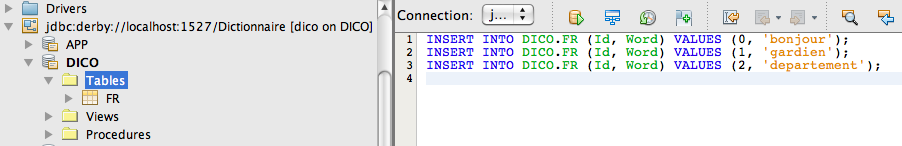 Drivers
jdbc:derby://localhost:1527/Dictionnaire [dico on DICO]
APP
DICO
Tables
FR
Views
Procedures
Connection: j...
1 INSERT INTO DICO.FR (Id, Word) VALUES (0, 'bonjour');
2 INSERT INTO DICO.FR (Id, Word) VALUES (1, 'gardien');
3 INSERT INTO DICO.FR (Id, Word) VALUES (2, 'departement');
4